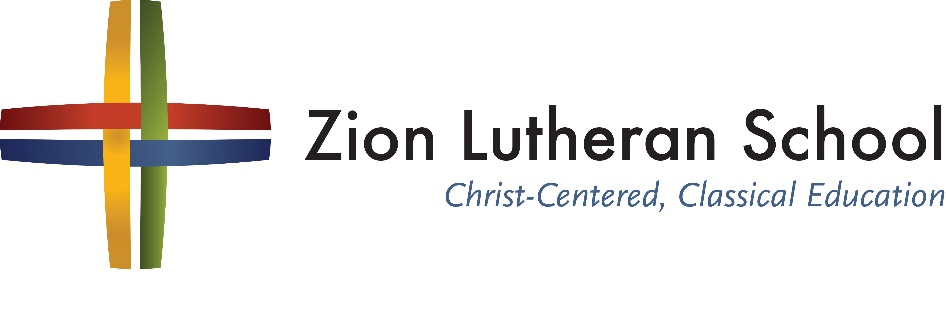 Zion Lutheran School
Christ-Centered, Classical Education